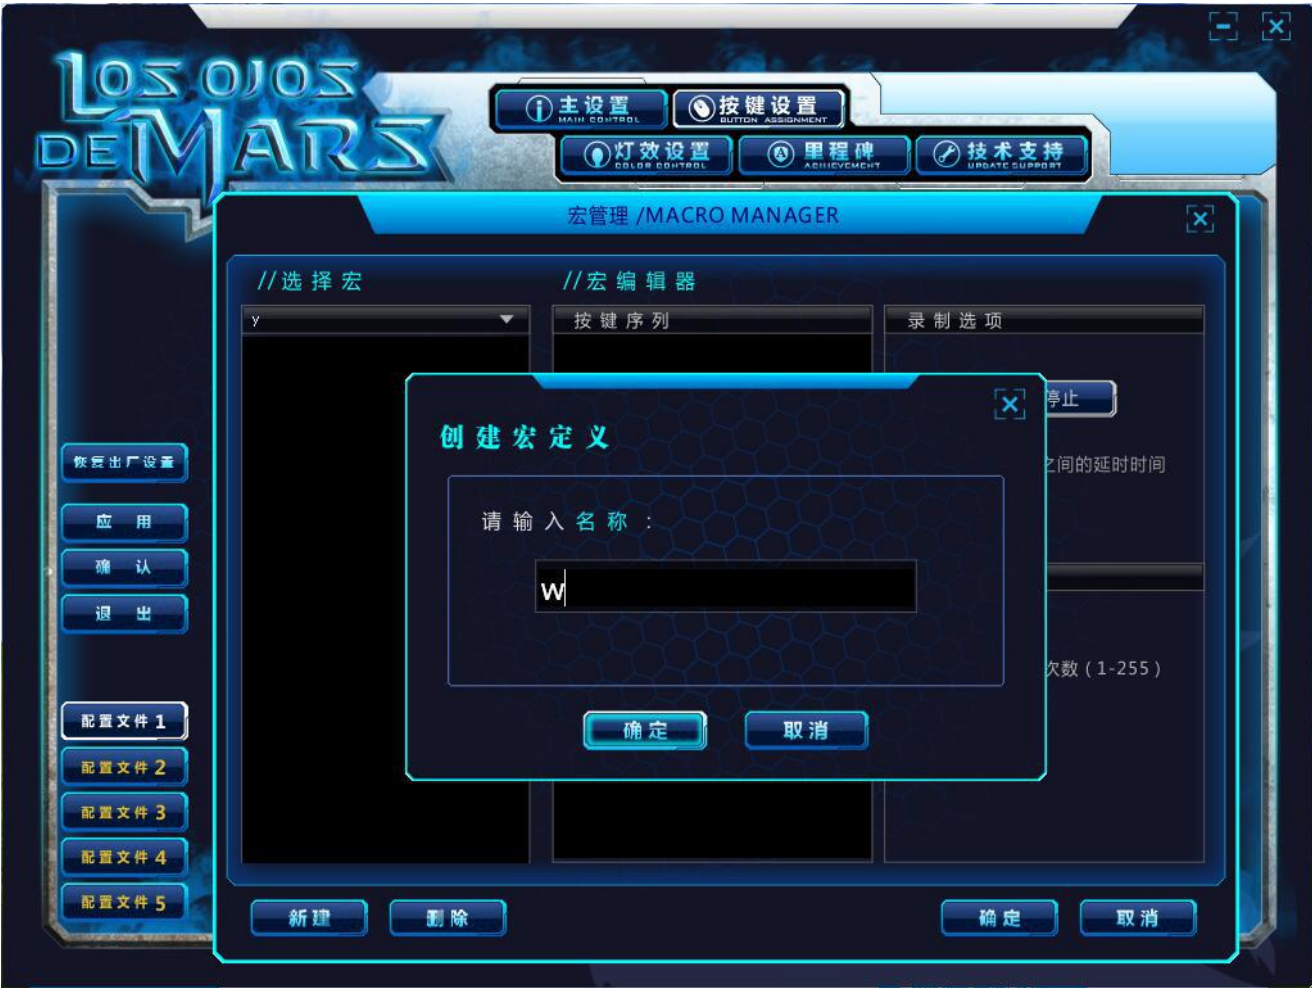 LOS OJOS
DE MARS
主设置
MAIN CONTROL
按键设置
BUTTON ASSIGNMENT
灯效设置
COLOR CONTROL
里程碑
ACHIEVEMENT
技术支持
UPDATE SUPPORT
宏管理 /MACRO MANAGER
//选择宏
//宏编辑器
y
按键序列
录制选项
停止
之间的延时时间
创建宏定义
请输入名称:
w
次数(1-255)
确定
取消
恢复出厂设置
应用
确认
退出
配置文件1
配置文件2
配置文件3
配置文件4
配置文件5
新建
删除
确定
取消